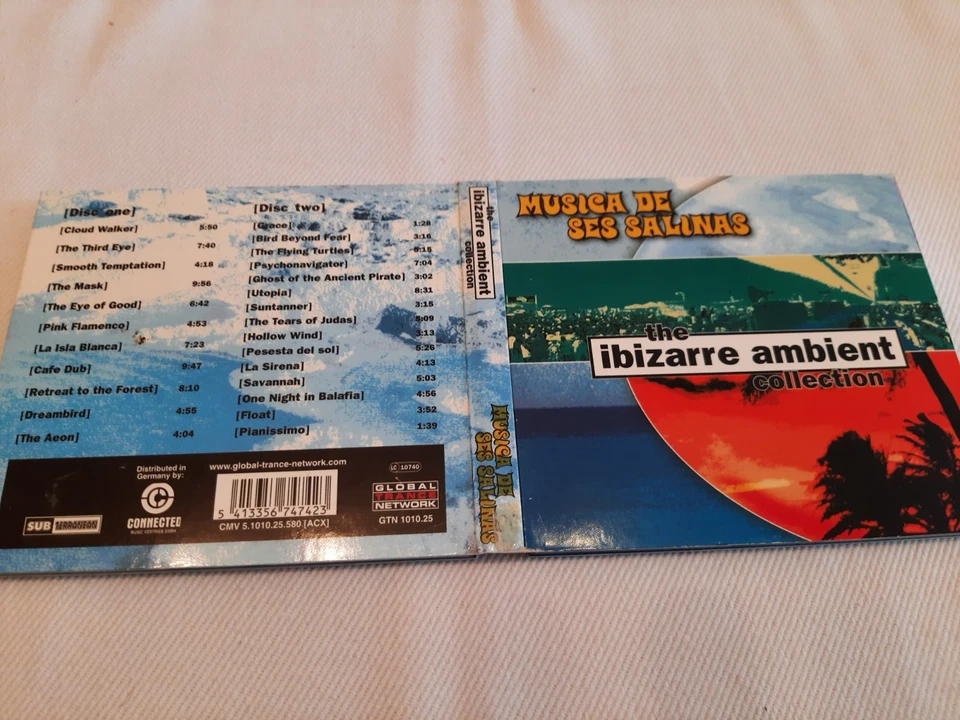 [Disc one]
[Cloud Walker] 5:50
[The Third Eye] 7:40
[Smooth Temptation] 4:18
[The Mask] 9:56
[The Eye of Good] 6:42
[Pink Flamenco] 4:53
[La Isla Blanca] 7:23
[Cafe Dub] 9:47
[Retreat to the Forest] 8:10
[Dreambird] 4:55
[The Aeon] 4:04
[Disc two]
[Grace] 1:28
[Bird Beyond Fear] 3:16
[The Flying Turtles] 5:15
[Psychonavigator] 7:04
[Ghost of the Ancient Pirate] 3:02
[Utopia] 8:31
[Suntanner] 3:15
[The Tears of Judas] 5:09
[Hollow Wind] 3:13
[Pesesta del sol] 5:26
[La Sirena] 4:13
[Savannah] 5:03
[One Night in Balafia] 4:56
[Float] 3:52
[Pianissimo] 1:39
SUBTERRANEAN
Distributed in
Germany by:
CONNECTED
www.global-trance-network.com
5 413356 747423
CMV 5.1010.25.580 [ACX]
LC 10740
GLOBAL
TRANCE
NETWORK
GTN 1010.25
the
ibizarre ambient
collection
MUSICA DE
SES SALINAS
MUSICA DE
SES SALINAS
the
ibizarre ambient
collection